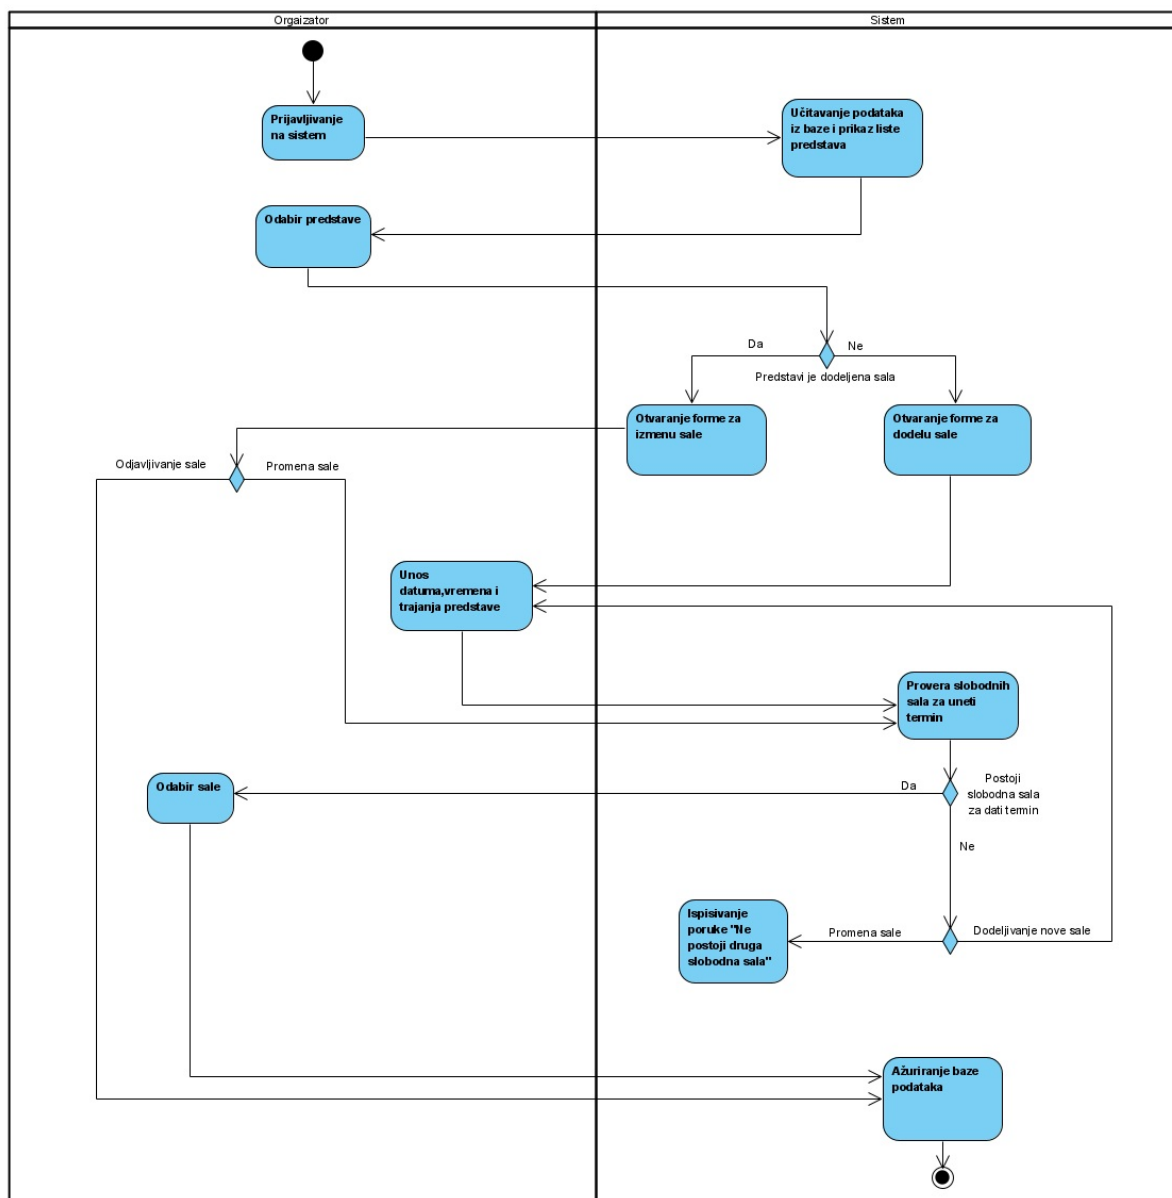 Orgaizator
Sistem
Prijavljivanje
na sistem
Učitavanje podataka
iz baze i prikaz liste
predstava
Odabir predstave
Da
Ne
Predstavi je dodeljena sala
Otvaranje forme za
izmenu sale
Otvaranje forme za
dodelu sale
Odjavljivanje sale
Promena sale
Unos
datuma,vremena i
trajanja predstave
Provera slobodnih
sala za uneti
termin
Odabir sale
Da
Postoji
slobodna sala
za dati termin
Ne
Ispisivanje
poruke "Ne
postoji druga
slobodna sala"
Promena sale
Dodeljivanje nove sale
Ažuriranje baze
podataka